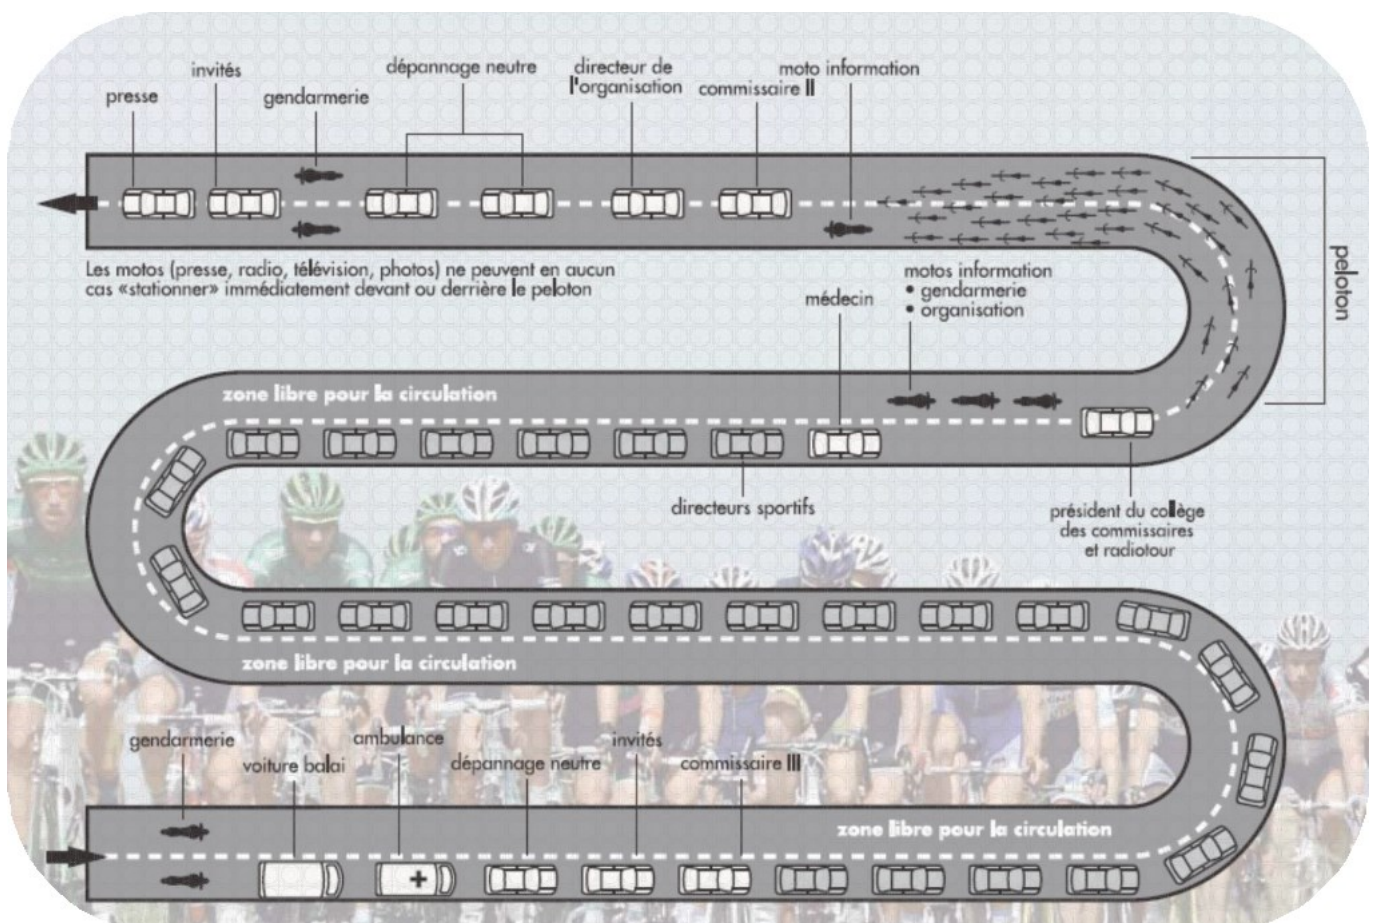 presse
invités
gendarmerie
dépannage neutre
directeur de
l'organisation
commissaire II
moto information
peloton
Les motos (presse, radio, télévision, photos) ne peuvent en aucun
cas «stationner» immédiatement devant ou derrière le peloton
médecin
motos information
• gendarmerie
• organisation
zone libre pour la circulation
directeurs sportifs
président du collège
des commissaires
et radiotour
zone libre pour la circulation
gendarmerie
voiture balai
ambulance
dépannage neutre
invités
commissaire III
zone libre pour la circulation